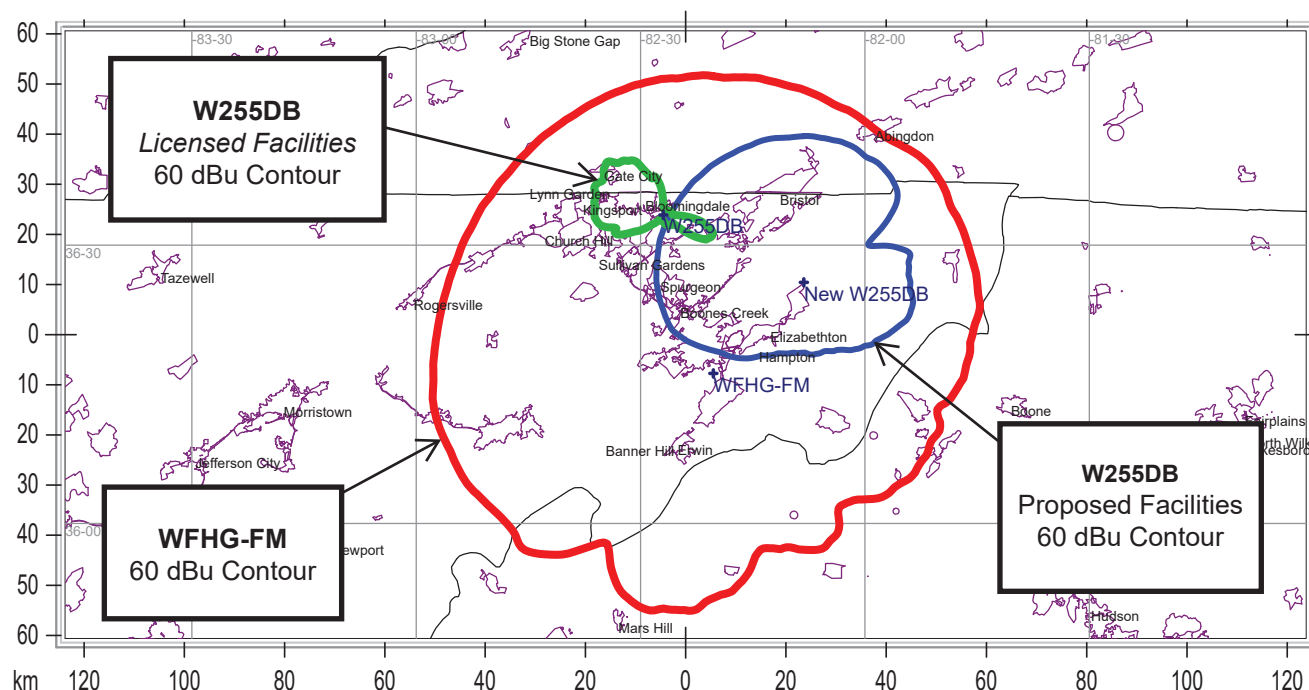 60
50
40
30
20
10
0
10
20
30
40
50
60
km
120
100
80
60
40
20
0
20
40
60
80
100
120
-83-30
-83-00
-82-30
-82-00
-81-30
36-30
36-00
W255DB
Licensed Facilities
60 dBu Contour
Big Stone Gap
Abingdon
Gate City
Lynn Garden
Kingsport
Bloomingdale
Bristol
W255DB
Church Hill
Sullivan Gardens
Tazewell
Spurgeon
New W255DB
Rogersville
Boones Creek
Elizabethton
Hampton
WFHG-FM
Morristown
Boone
Fairplains
orth Wilk
kesboro
Banner Hill
Erwin
Jefferson City
WFHG-FM
60 dBu Contour
ewport
W255DB
Proposed Facilities
60 dBu Contour
Mars Hill
Hudson